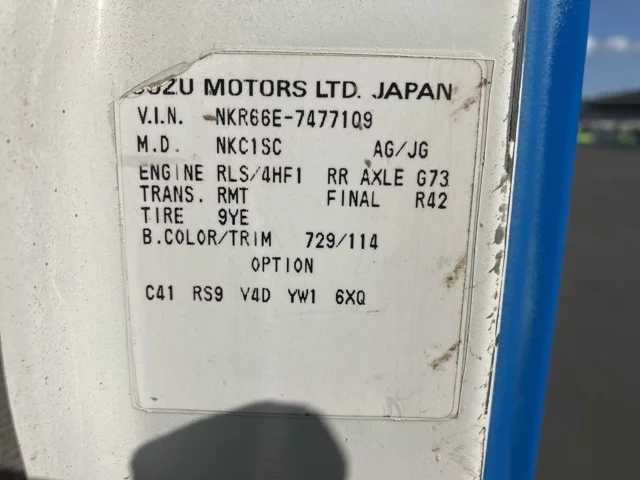 SUZU MOTORS LTD. JAPAN
V.I.N. NKR66E-7477109
M.D. NKC1SC AG/JG
ENGINE RLS/4HF1 RR AXLE G73
TRANS. RMT FINAL R42
TIRE 9YE
B.COLOR/TRIM 729/114
OPTION
C41 RS9 V4D YW1 6XQ